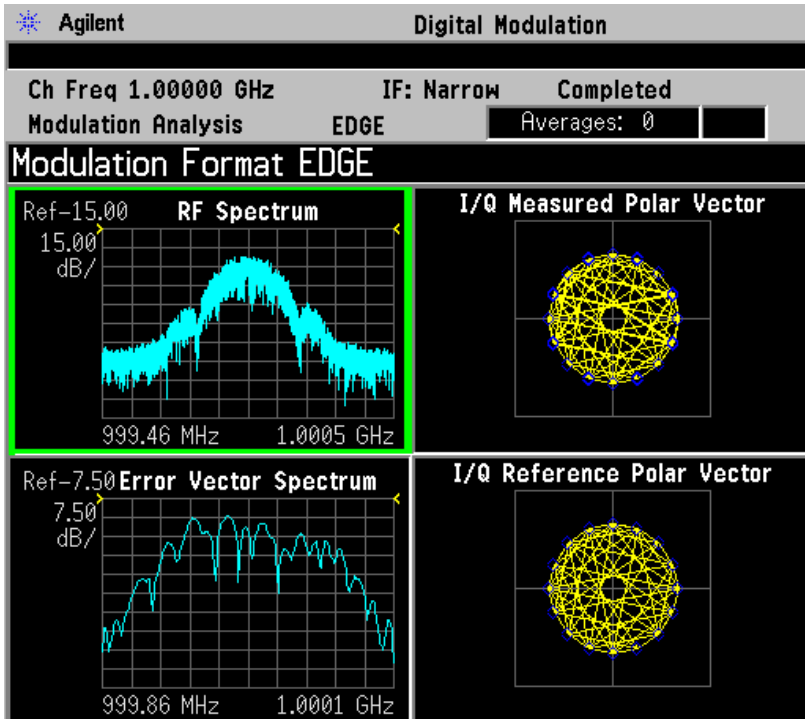 Agilent Digital Modulation
Ch Freq 1.00000 GHz IF: Narrow Completed
Modulation Analysis EDGE Averages: 0
Modulation Format EDGE
Ref-15.00 RF Spectrum
15.00
dB/
999.46 MHz 1.0005 GHz
I/Q Measured Polar Vector
Ref-7.50 Error Vector Spectrum
7.50
dB/
999.86 MHz 1.0001 GHz
I/Q Reference Polar Vector